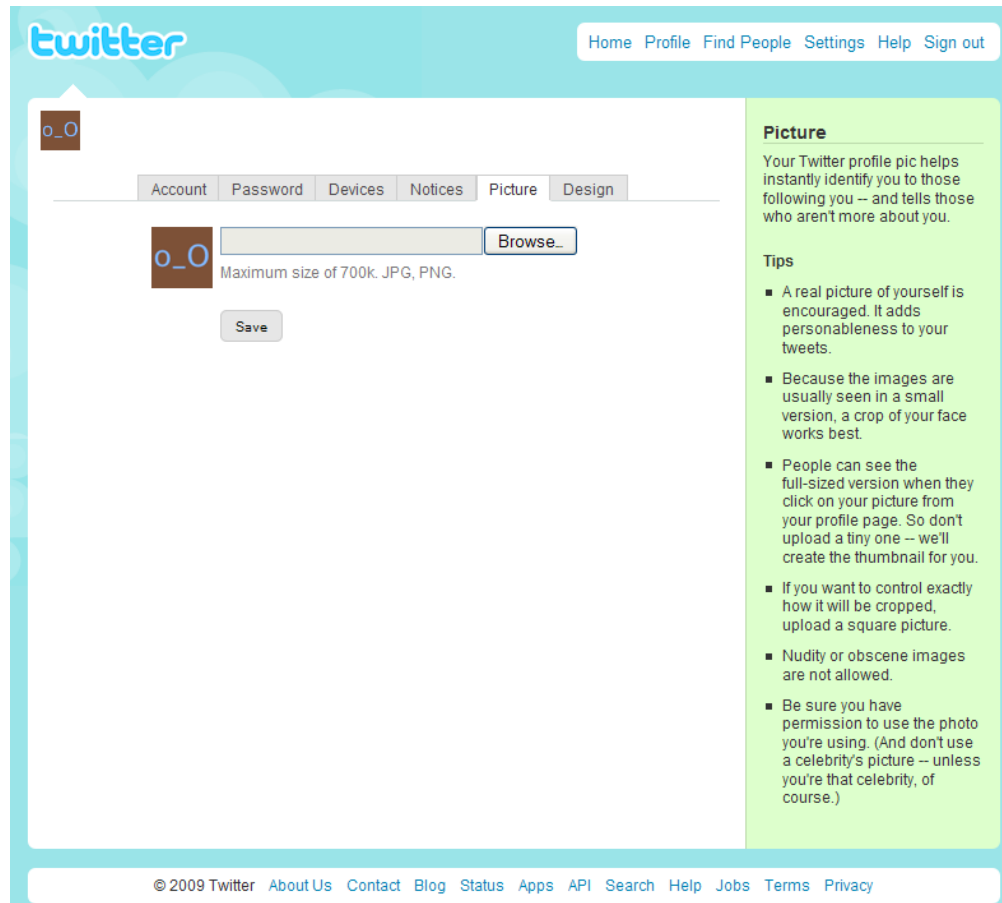 twitter
Home Profile Find People Settings Help Sign out
o_O
Account Password Devices Notices Picture Design
o_O
Browse...
Maximum size of 700k. JPG, PNG.
Save
Picture
Your Twitter profile pic helps
instantly identify you to those
following you -- and tells those
who aren't more about you.
Tips
A real picture of yourself is
encouraged. It adds
personableness to your
tweets.
Because the images are
usually seen in a small
version, a crop of your face
works best.
People can see the
full-sized version when they
click on your picture from
your profile page. So don't
upload a tiny one -- we'll
create the thumbnail for you.
If you want to control exactly
how it will be cropped,
upload a square picture.
Nudity or obscene images
are not allowed.
Be sure you have
permission to use the photo
you're using. (And don't use
a celebrity's picture -- unless
you're that celebrity, of
course.)
© 2009 Twitter About Us Contact Blog Status Apps API Search Help Jobs Terms Privacy